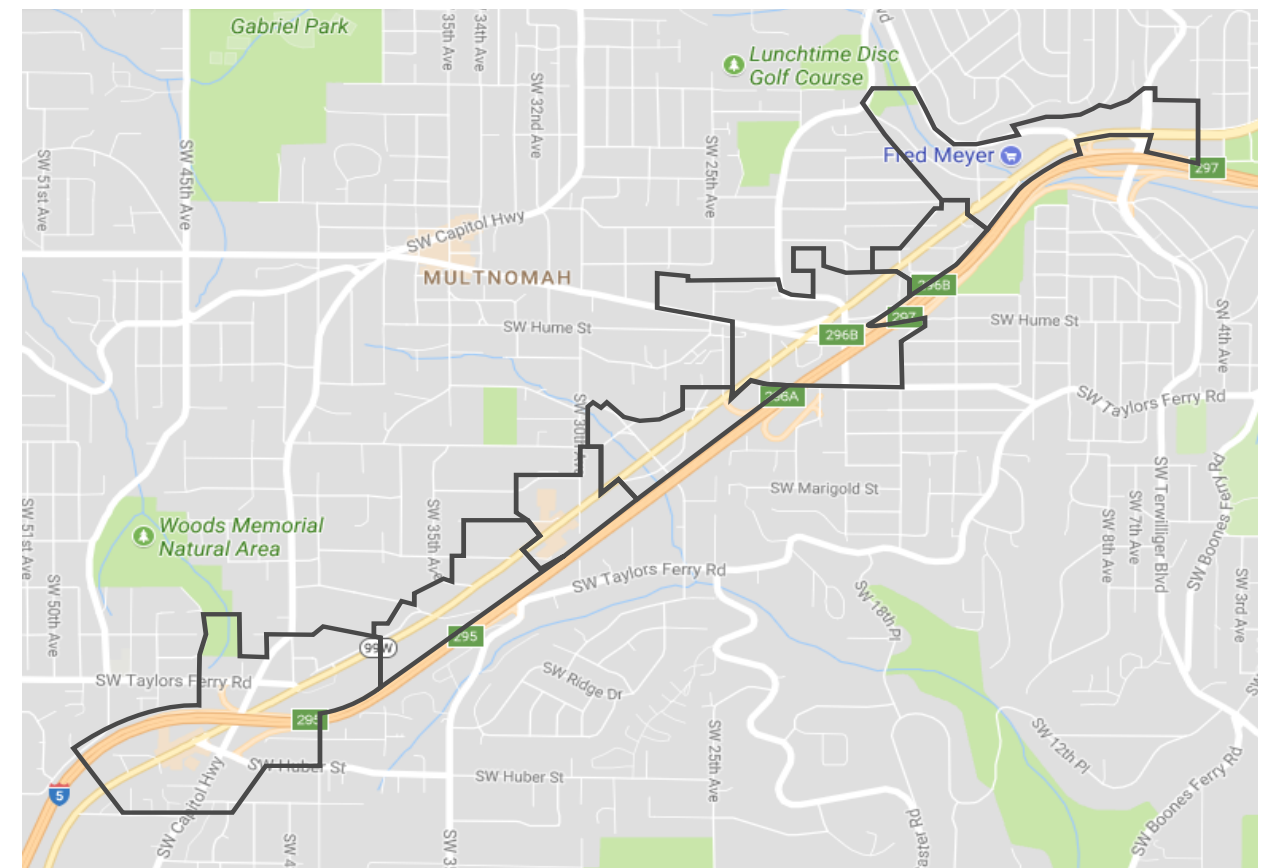 Gabriel Park
35th Ave
34th Ave
SW 32nd Ave
Lunchtime Disc
Golf Course
SW 51st Ave
SW 45th Ave
SW 25th Ave
Fred Meyer
297
SW Capitol Hwy
MULTNOMAH
296B
SW Hume St
297
296B
SW Hume St
SW 4th Ave
SW Taylors Ferry Rd
SW 30th Ave
SW Marigold St
SW 51st Ave
Woods Memorial
Natural Area
SW 35th Ave
SW 8th Ave
SW 7th Ave
SW Terwilliger Blvd
SW Boones Ferry Rd
SW 50th Ave
SW Taylors Ferry Rd
SW 18th Pl
SW 3rd Ave
295
99W
SW Ridge Dr
SW Taylors Ferry Rd
295
SW 25th Ave
SW 12th Pl
SW Huber St
SW Huber St
5
SW Capitol Hwy
SW Boones Ferry Rd
SW 4
SW 3